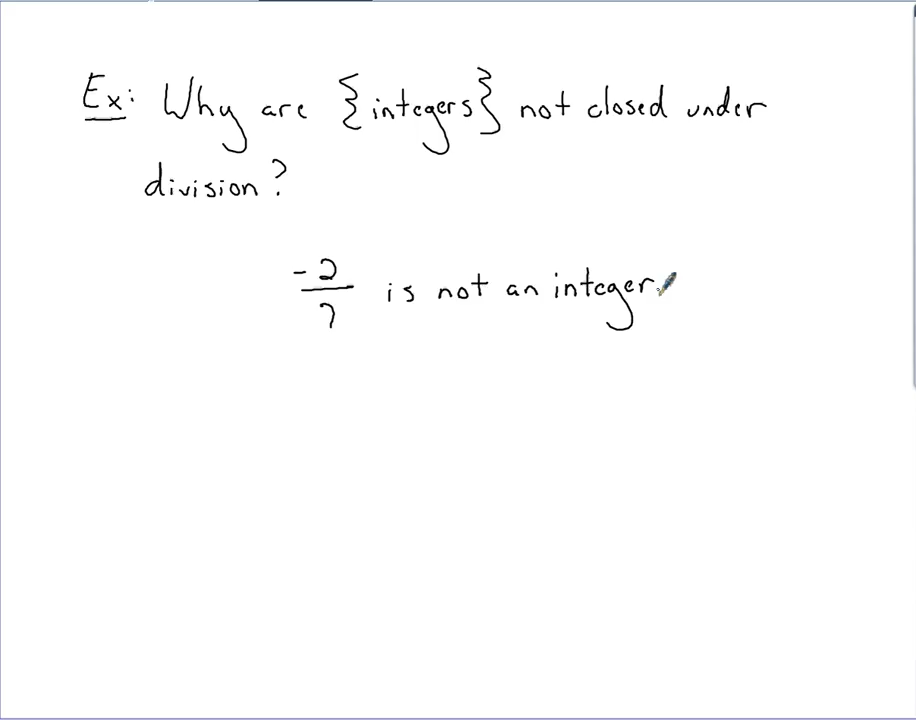 Ex: Why are {integers} not closed under
division?
-2
7
is not an integer.